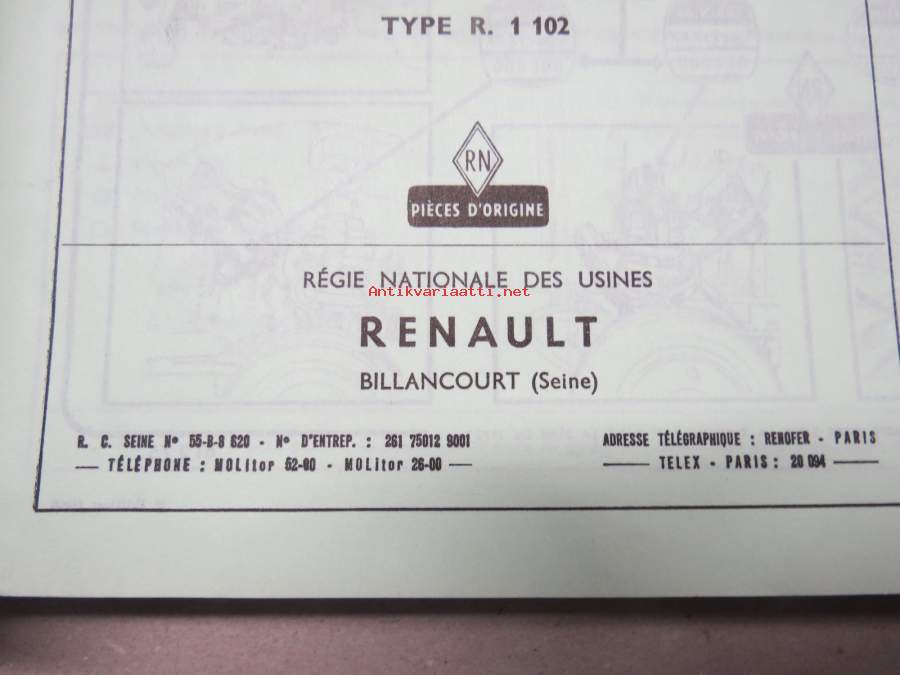 TYPE R. 1 102
RN
PIÈCES D'ORIGINE
RÉGIE NATIONALE DES USINES
Antikvariaatti.net
RENAULT
BILLANCOURT (Seine)
R. C. SEINE Nº 55-B-8 620 - Nº D'ENTREP. : 261 75012 9001
ADRESSE TÉLÉGRAPHIQUE : RENOFER - PARIS
— TÉLÉPHONE : MOLitor 52-00 - MOLitor 26-00 —
— TELEX - PARIS : 20 094 —